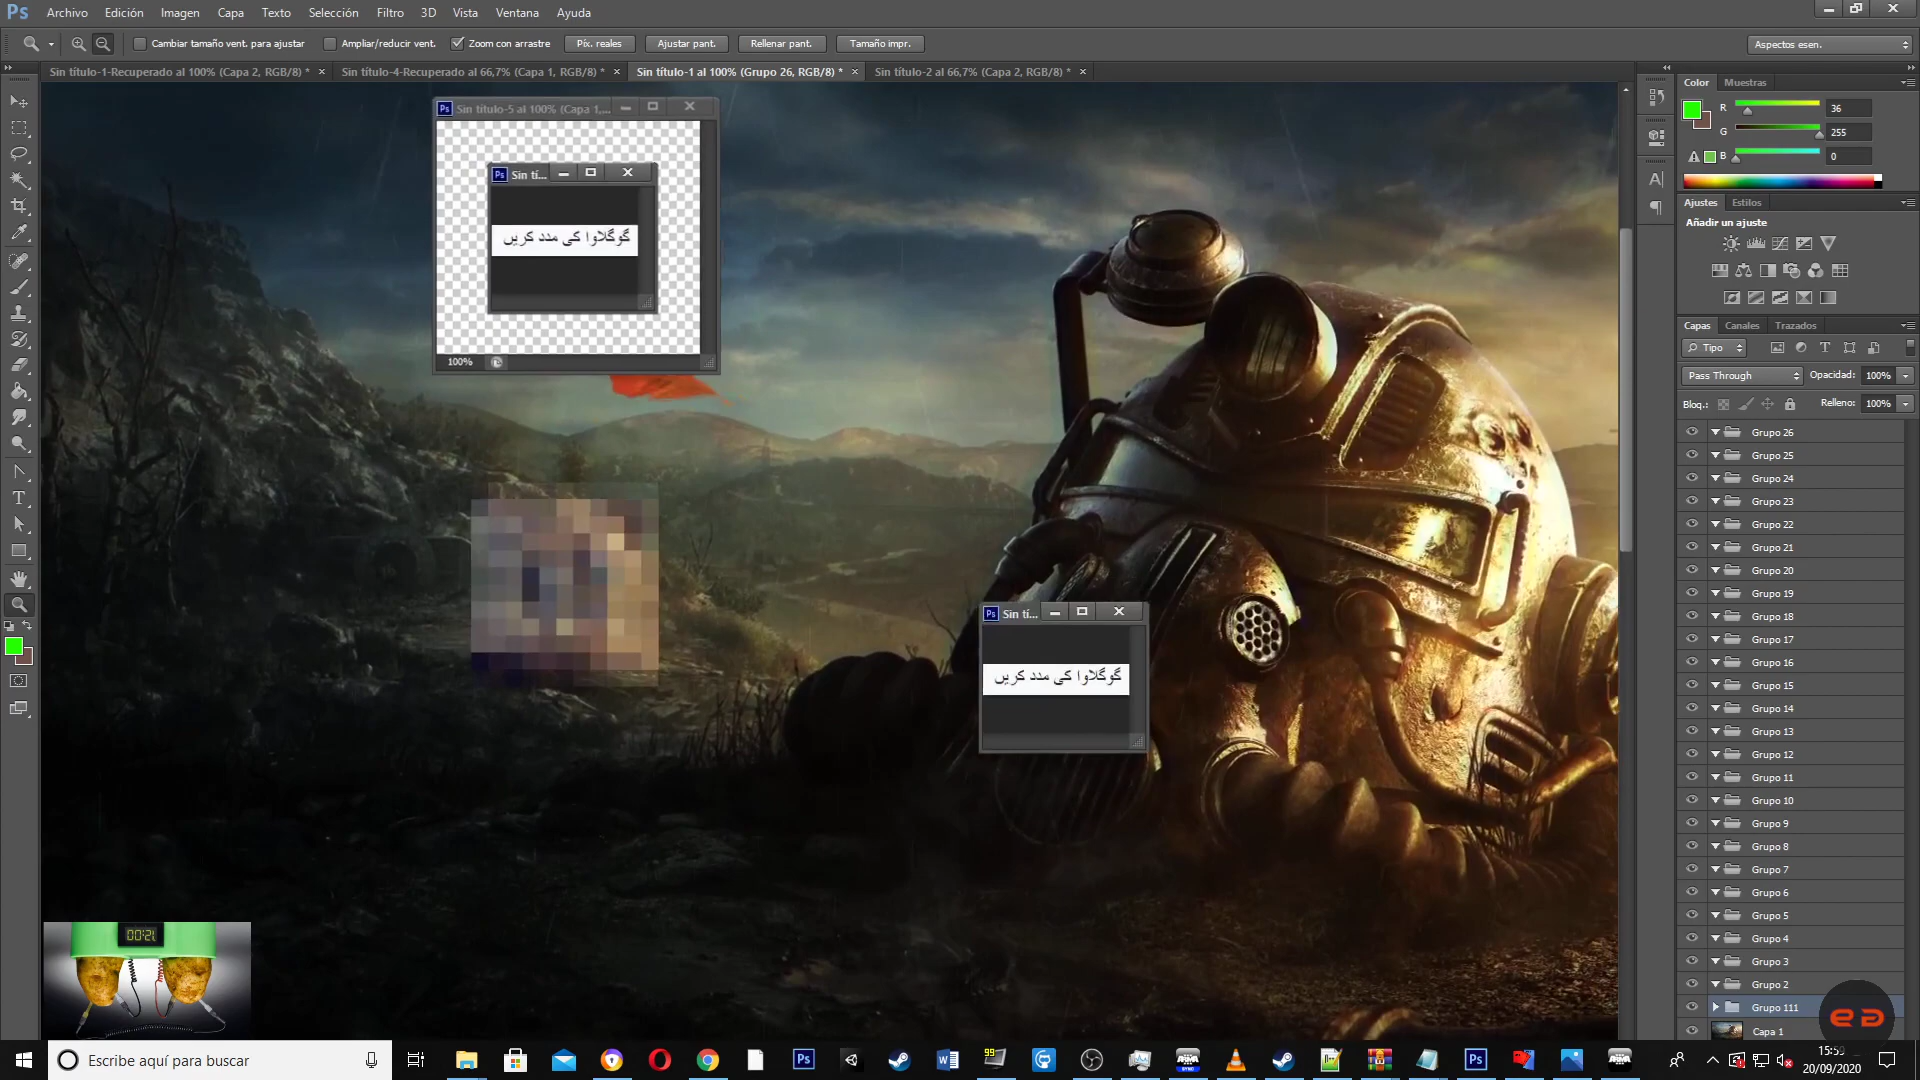 Ps Archivo Edición Imagen Capa Texto Selección Filtro 3D Vista Ventana Ayuda
Cambiar tamaño vent. para ajustar Ampliar/reducir vent. Zoom con arrastre Píx. reales Ajustar pant. Rellenar pant. Tamaño impr. Aspectos esen.
Sin título-1-Recuperado al 100% (Capa 2, RGB/8) * Sin título-4-Recuperado al 66,7% (Capa 1, RGB/8) * Sin título-1 al 100% (Grupo 26, RGB/8) * Sin título-2 al 66,7% (Capa 2, RGB/8) *
Ps Sin título-5 al 100% (Capa 1,...
Ps Sin tí...
گوگلاوا کی مدد کریں
100%
Ps Sin tí...
گوگلاوا کی مدد کریں
00:21
Color Muestras
R 36
G 255
B 0
Ajustes Estilos
Añadir un ajuste
Capas Canales Trazados
Tipo
Pass Through Opacidad: 100%
Bloq.: Relleno: 100%
Grupo 26
Grupo 25
Grupo 24
Grupo 23
Grupo 22
Grupo 21
Grupo 20
Grupo 19
Grupo 18
Grupo 17
Grupo 16
Grupo 15
Grupo 14
Grupo 13
Grupo 12
Grupo 11
Grupo 10
Grupo 9
Grupo 8
Grupo 7
Grupo 6
Grupo 5
Grupo 4
Grupo 3
Grupo 2
Grupo 111
Capa 1
Escribe aquí para buscar
Ps
99
Ps
15:59
20/09/2020